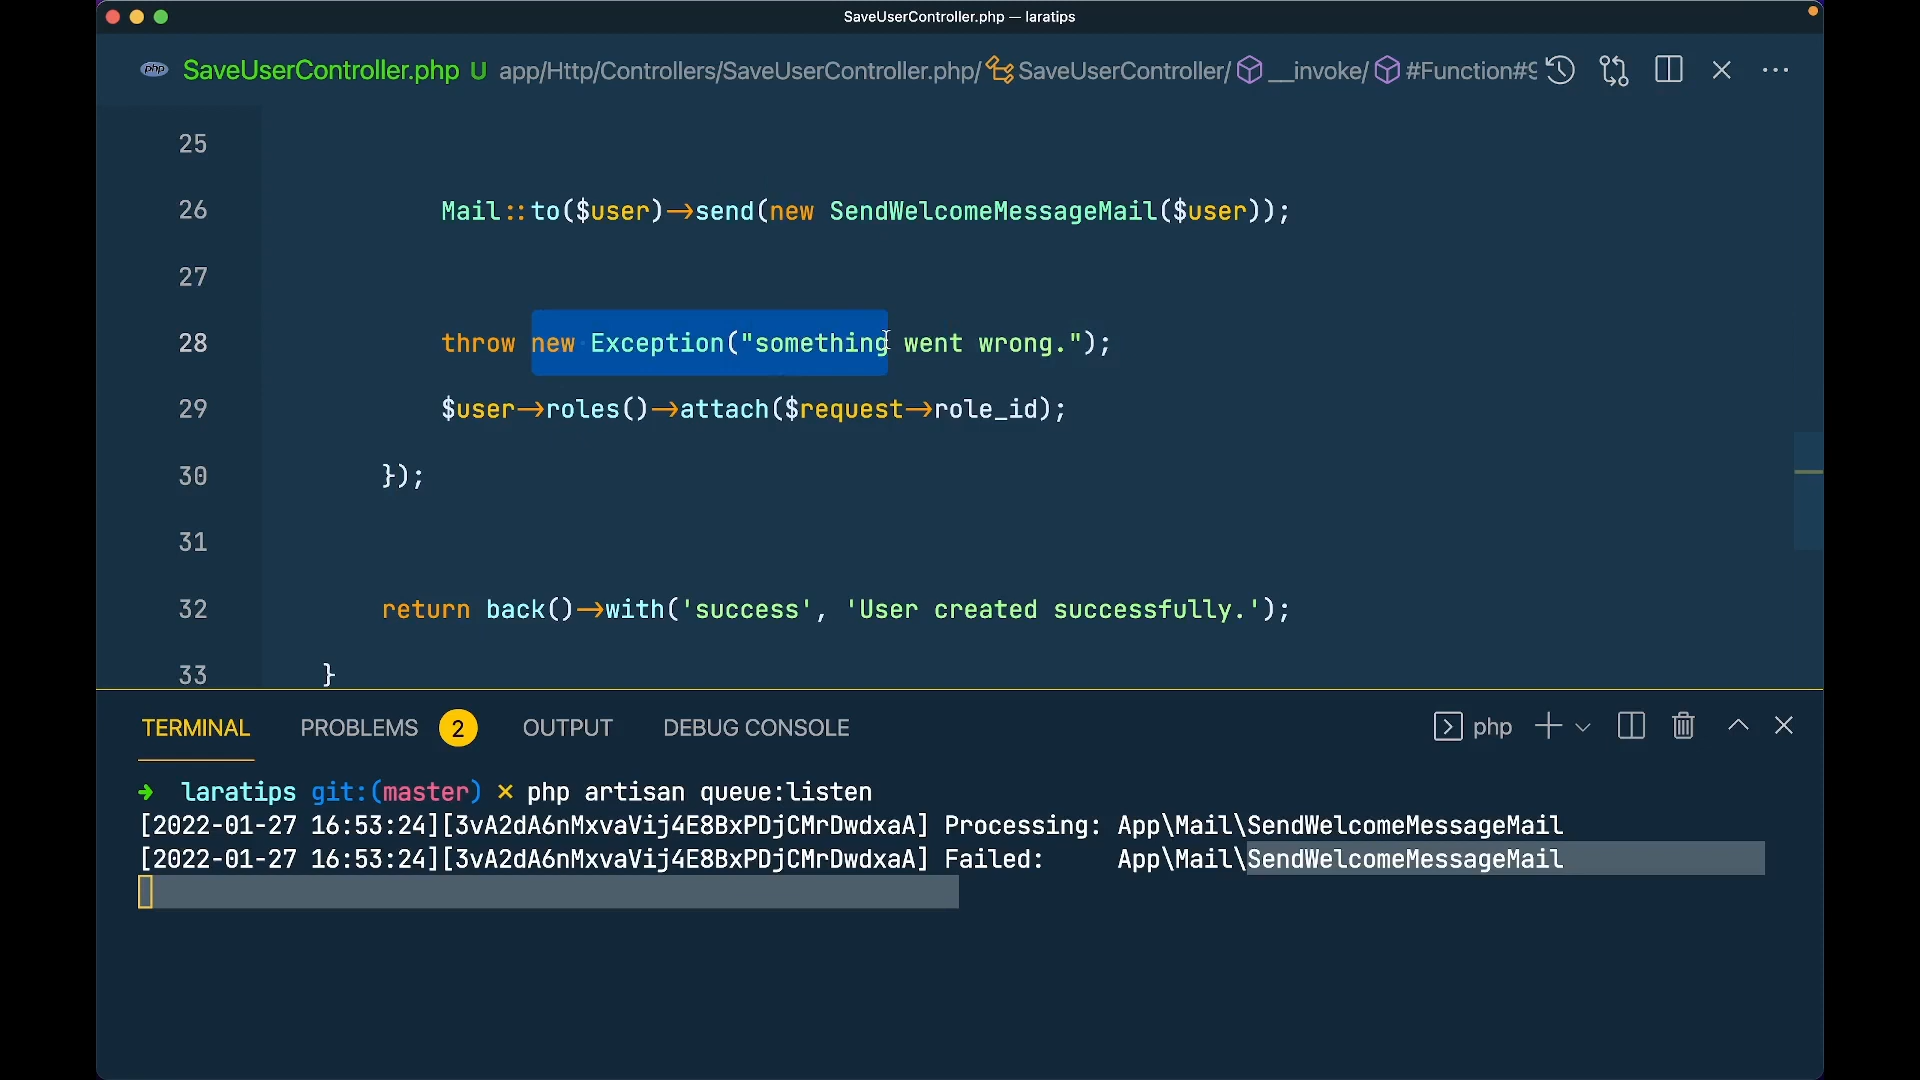 SaveUserController.php — laratips
php SaveUserController.php U app/Http/Controllers/SaveUserController.php/ SaveUserController/ __invoke/ #Function#9
25
26 Mail::to($user)->send(new SendWelcomeMessageMail($user));
27
28 throw new Exception("something went wrong.");
29 $user->roles()->attach($request->role_id);
30 });
31
32 return back()->with('success', 'User created successfully.');
33 }
TERMINAL PROBLEMS 2 OUTPUT DEBUG CONSOLE php
➜ laratips git:(master) ✗ php artisan queue:listen
[2022-01-27 16:53:24][3vA2dA6nMxvaVij4E8BxPDjCMrDwdxaA] Processing: App\Mail\SendWelcomeMessageMail
[2022-01-27 16:53:24][3vA2dA6nMxvaVij4E8BxPDjCMrDwdxaA] Failed: App\Mail\SendWelcomeMessageMail